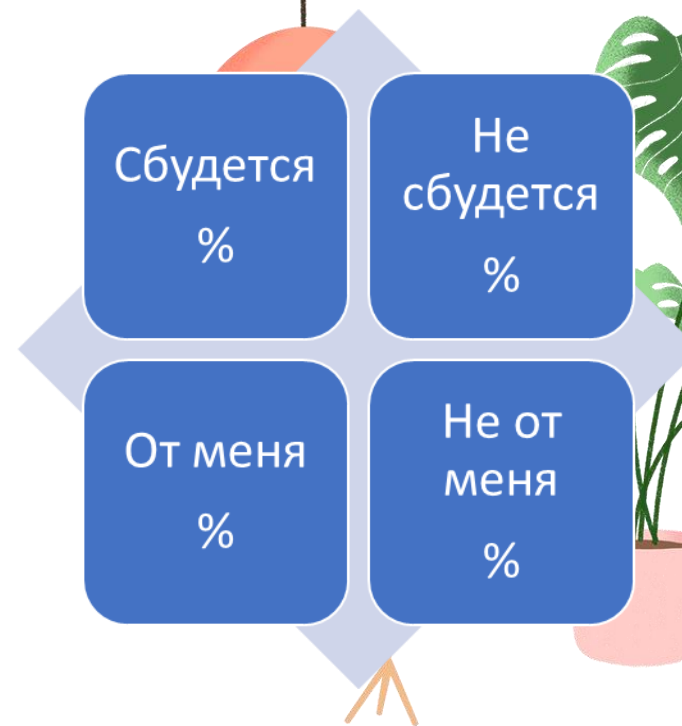 Сбудется
%
Не
сбудется
%
От меня
%
Не от
меня
%